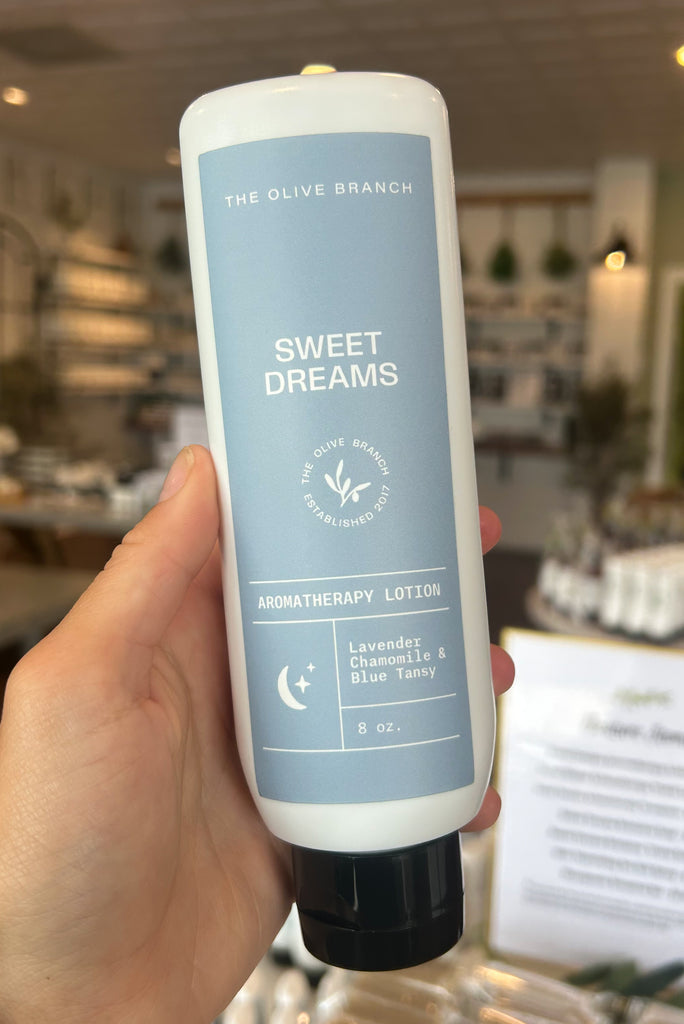 THE OLIVE BRANCH
SWEET
DREAMS
THE OLIVE BRANCH
ESTABLISHED 2017
AROMATHERAPY LOTION
Lavender
Chamomile &
Blue Tansy
8 oz.